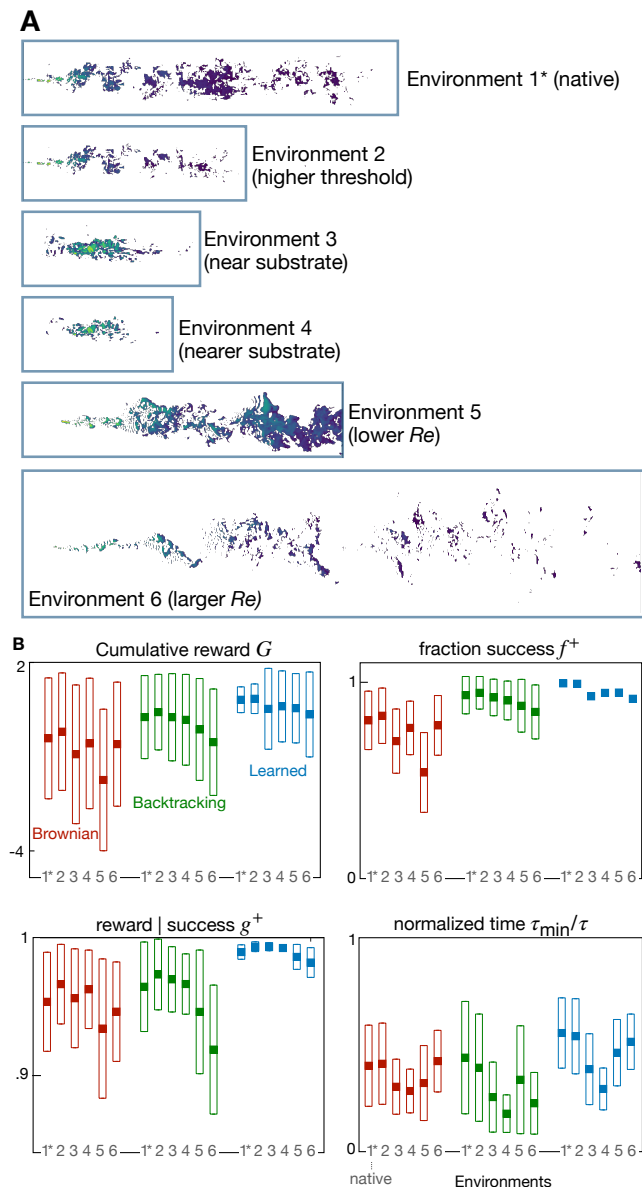 A
Environment 1* (native)
Environment 2
(higher threshold)
Environment 3
(near substrate)
Environment 4
(nearer substrate)
Environment 5
(lower Re)
Environment 6 (larger Re)
B
Cumulative reward G
2
-4
Brownian
Backtracking
Learned
1* 2 3 4 5 6 1* 2 3 4 5 6 1* 2 3 4 5 6
fraction success f⁺
1
0
1* 2 3 4 5 6 1* 2 3 4 5 6 1* 2 3 4 5 6
reward | success g⁺
1
.9
1* 2 3 4 5 6 1* 2 3 4 5 6 1* 2 3 4 5 6
normalized time τmin/τ
1
0
1* 2 3 4 5 6 1* 2 3 4 5 6 1* 2 3 4 5 6
native
Environments